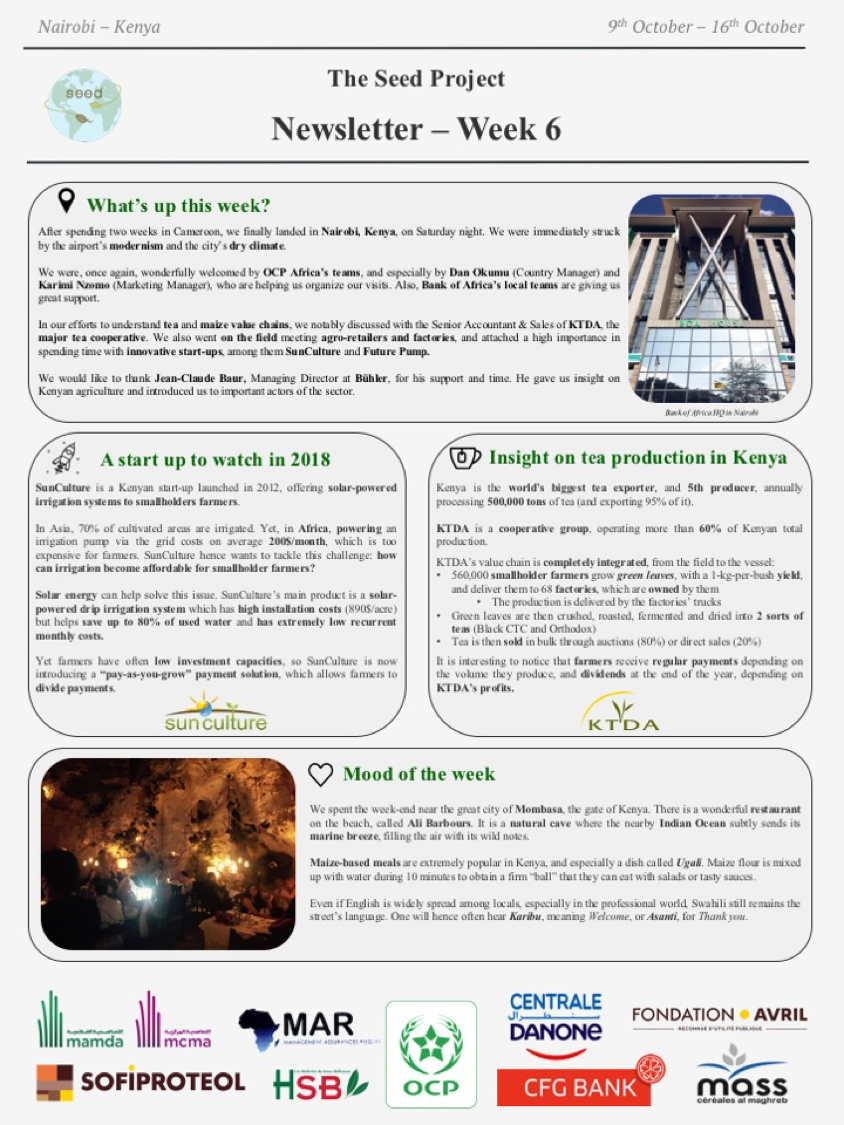 Nairobi – Kenya
9th October – 16th October
seed
The Seed Project
Newsletter – Week 6
What's up this week?
After spending two weeks in Cameroon, we finally landed in Nairobi, Kenya, on Saturday night. We were immediately struck
by the airport's modernism and the city's dry climate.
We were, once again, wonderfully welcomed by OCP Africa's teams, and especially by Dan Okumu (Country Manager) and
Karimi Nzomo (Marketing Manager), who are helping us organize our visits. Also, Bank of Africa's local teams are giving us
great support.
In our efforts to understand tea and maize value chains, we notably discussed with the Senior Accountant & Sales of KTDA, the
major tea cooperative. We also went on the field meeting agro-retailers and factories, and attached a high importance in
spending time with innovative start-ups, among them SunCulture and Future Pump.
We would like to thank Jean-Claude Baur, Managing Director at Bühler, for his support and time. He gave us insight on
Kenyan agriculture and introduced us to important actors of the sector.
Bank of Africa HQ in Nairobi
A start up to watch in 2018
SunCulture is a Kenyan start-up launched in 2012, offering solar-powered
irrigation systems to smallholders farmers.
In Asia, 70% of cultivated areas are irrigated. Yet, in Africa, powering an
irrigation pump via the grid costs on average 200$/month, which is too
expensive for farmers. SunCulture hence wants to tackle this challenge: how
can irrigation become affordable for smallholder farmers?
Solar energy can help solve this issue. SunCulture's main product is a solar-
powered drip irrigation system which has high installation costs (890$/acre)
but helps save up to 80% of used water and has extremely low recurrent
monthly costs.
Yet farmers have often low investment capacities, so SunCulture is now
introducing a "pay-as-you-grow" payment solution, which allows farmers to
divide payments.
sun culture
Insight on tea production in Kenya
Kenya is the world's biggest tea exporter, and 5th producer, annually
processing 500,000 tons of tea (and exporting 95% of it).
KTDA is a cooperative group, operating more than 60% of Kenyan total
production.
KTDA's value chain is completely integrated, from the field to the vessel:
• 560,000 smallholder farmers grow green leaves, with a 1-kg-per-bush yield,
and deliver them to 68 factories, which are owned by them
• The production is delivered by the factories' trucks
• Green leaves are then crushed, roasted, fermented and dried into 2 sorts of
teas (Black CTC and Orthodox)
• Tea is then sold in bulk through auctions (80%) or direct sales (20%)
It is interesting to notice that farmers receive regular payments depending on
the volume they produce, and dividends at the end of the year, depending on
KTDA's profits.
KTDA
Mood of the week
We spent the week-end near the great city of Mombasa, the gate of Kenya. There is a wonderful restaurant
on the beach, called Ali Barbours. It is a natural cave where the nearby Indian Ocean subtly sends its
marine breeze, filling the air with its wild notes.
Maize-based meals are extremely popular in Kenya, and especially a dish called Ugali. Maize flour is mixed
up with water during 10 minutes to obtain a firm "ball" that they can eat with salads or tasty sauces.
Even if English is widely spread among locals, especially in the professional world, Swahili still remains the
street's language. One will hence often hear Karibu, meaning Welcome, or Asanti, for Thank you.
mamda
mcma
MAR
MANAGEMENT ASSURANCES
OCP
CENTRALE
سنطرال
DANONE
FONDATION AVRIL
RECONNUE D'UTILITÉ PUBLIQUE
SOFIPROTEOL
HSB
CFG BANK
mass
céréales al maghreb